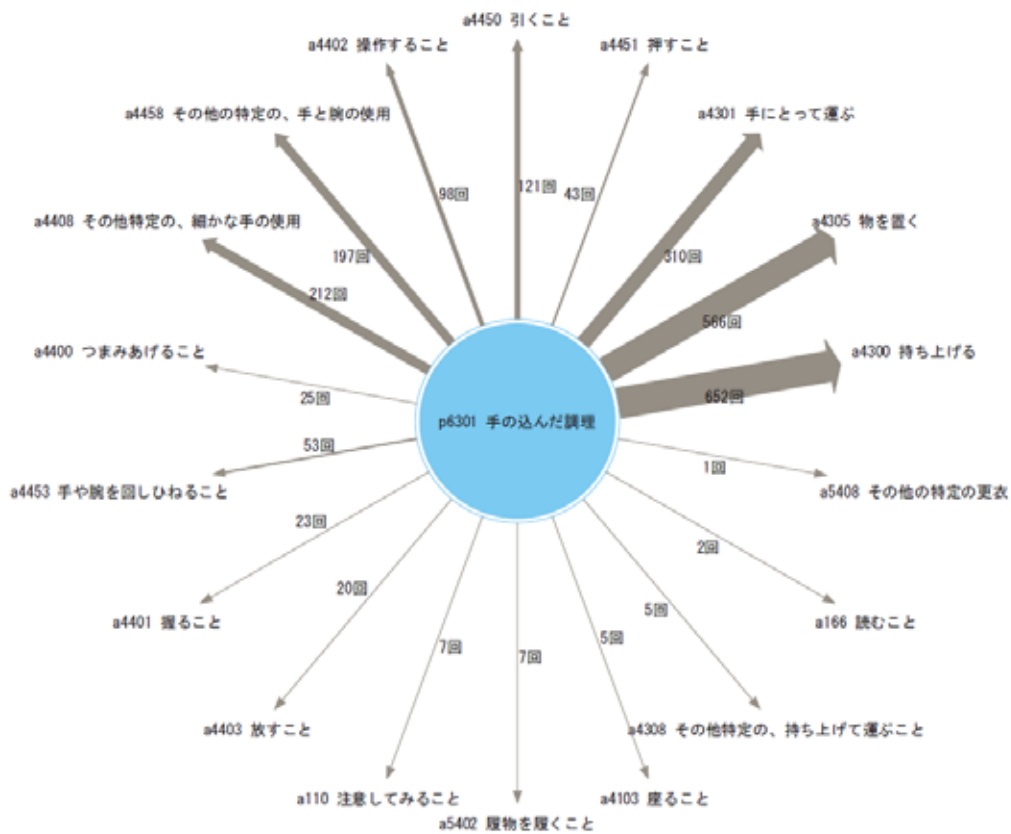 a4450 引くこと
a4402 操作すること
a4451 押すこと
a4458 その他の特定の、手と腕の使用
a4301 手にとって運ぶ
98回
121回
43回
a4408 その他特定の、細かな手の使用
a4305 物を置く
197回
310回
212回
566回
a4400 つまみあげること
a4300 持ち上げる
25回
652回
p6301 手の込んだ調理
53回
1回
a4453 手や腕を回しひねること
a5408 その他の特定の更衣
23回
2回
20回
5回
a4401 握ること
a166 読むこと
7回
7回
5回
a4403 放すこと
a4308 その他特定の、持ち上げて運ぶこと
a110 注意してみること
a4103 座ること
a5402 履物を履くこと